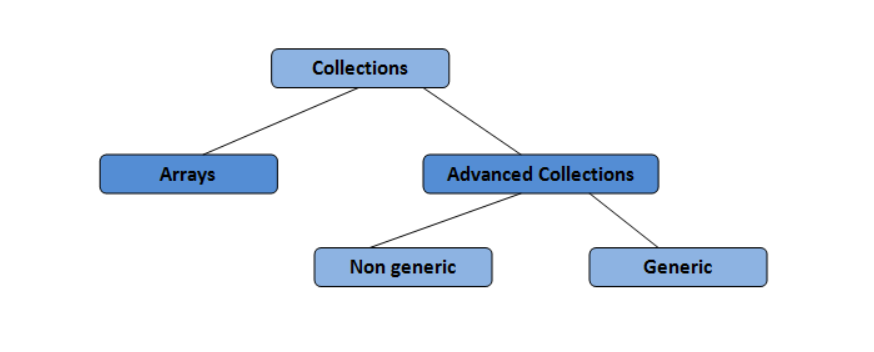 Collections
Arrays
Advanced Collections
Non generic
Generic